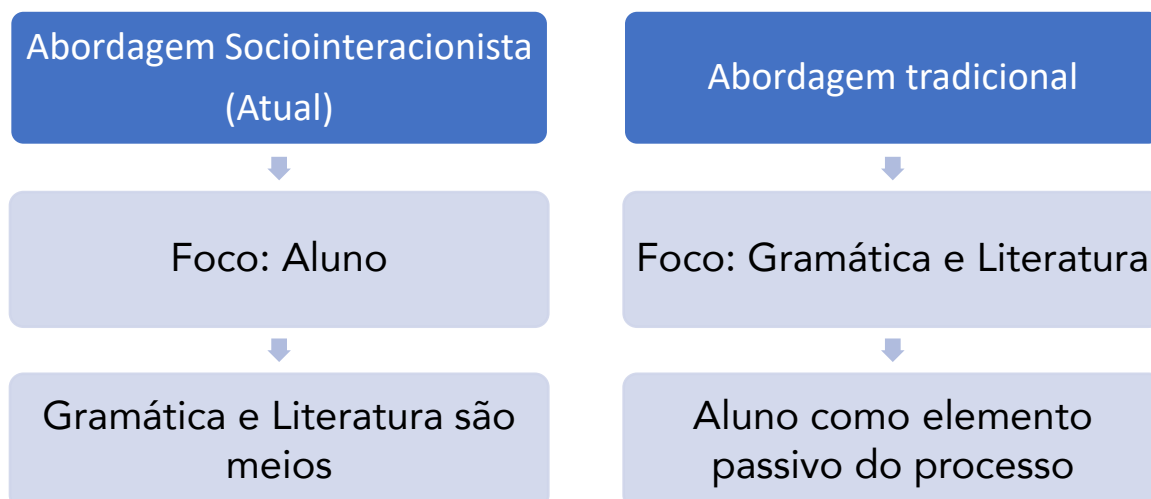 Abordagem Sociointeracionista
(Atual)
Foco: Aluno
Gramática e Literatura são
meios
Abordagem tradicional
Foco: Gramática e Literatura
Aluno como elemento
passivo do processo